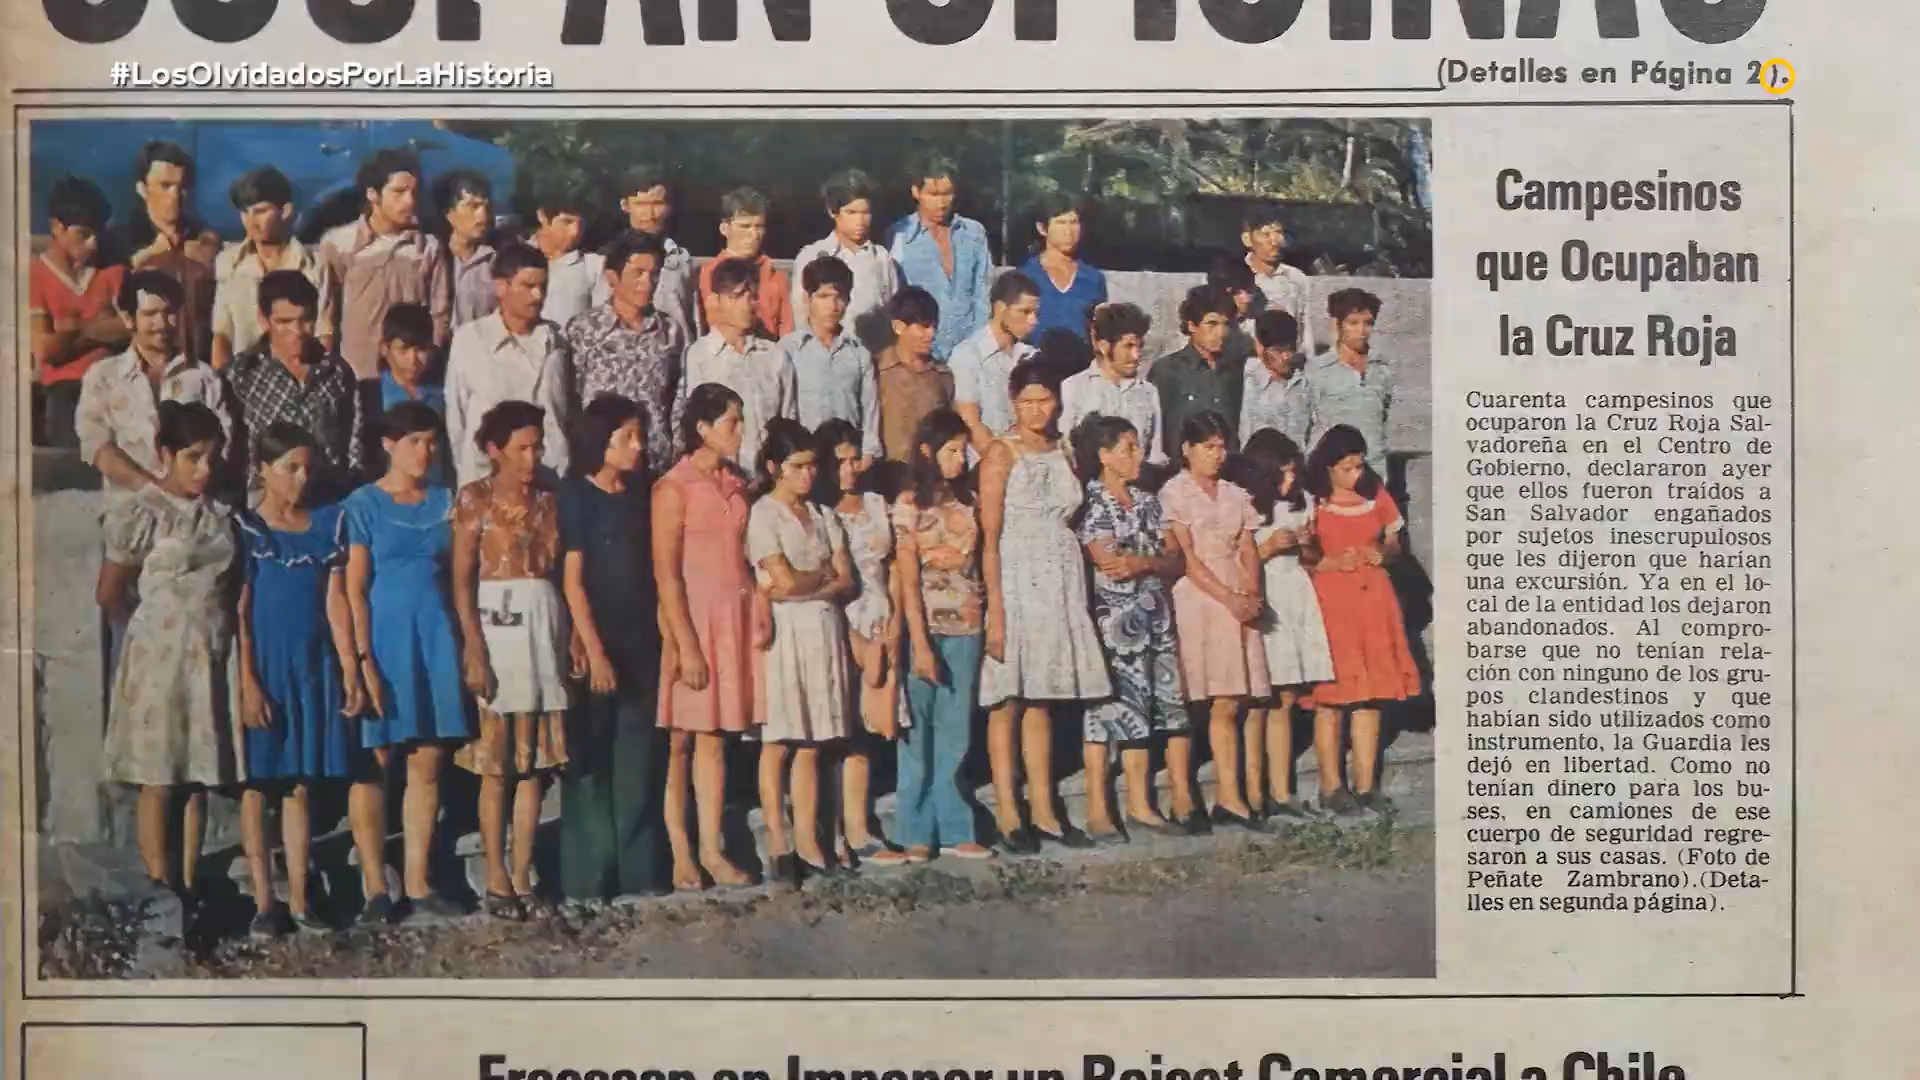 OCUPAN OFICINAS
#LosOlvidadosPorLaHistoria
(Detalles en Página 2).
Campesinos
que Ocupaban
la Cruz Roja
Cuarenta campesinos que
ocuparon la Cruz Roja Sal-
vadoreña en el Centro de
Gobierno, declararon ayer
que ellos fueron traídos a
San Salvador engañados
por sujetos inescrupulosos
que les dijeron que harían
una excursión. Ya en el lo-
cal de la entidad los dejaron
abandonados. Al compro-
barse que no tenían rela-
ción con ninguno de los gru-
pos clandestinos y que
habían sido utilizados como
instrumento, la Guardia les
dejó en libertad. Como no
tenían dinero para los bu-
ses, en camiones de ese
cuerpo de seguridad regre-
saron a sus casas. (Foto de
Peñate Zambrano).(Deta-
lles en segunda página).
Fracasan en Imponer un Boicot Comercial a Chile